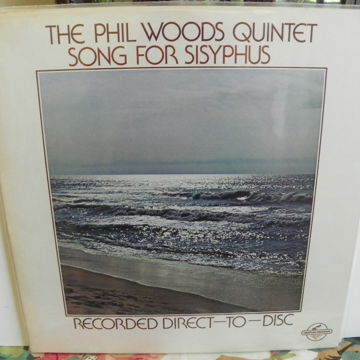 THE PHIL WOODS QUINTET
SONG FOR SISYPHUS
RECORDED DIRECT—TO—DISC